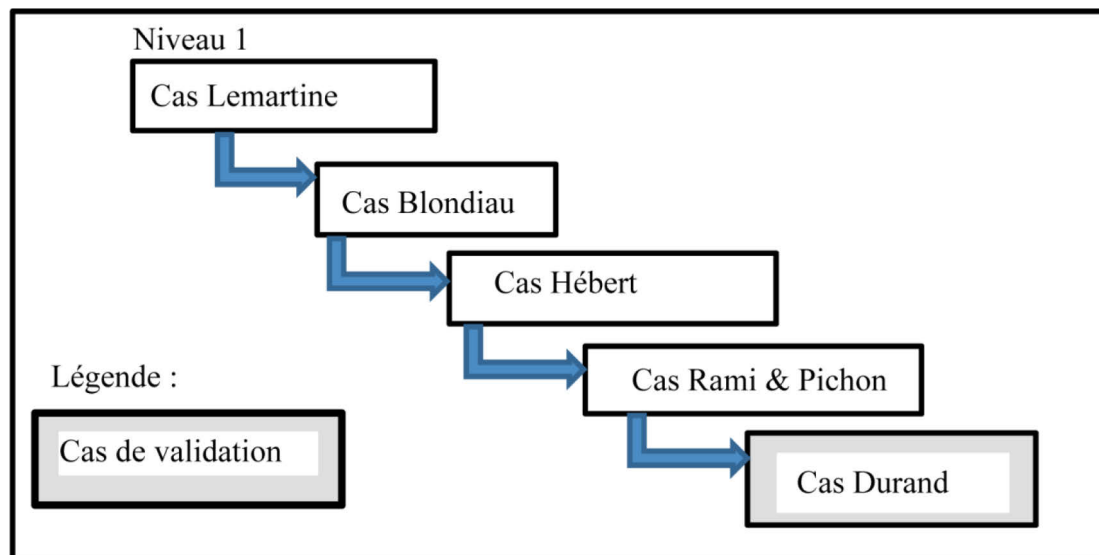 Niveau 1
Cas Lemartine
Cas Blondiau
Cas Hébert
Cas Rami & Pichon
Légende :
Cas de validation
Cas Durand